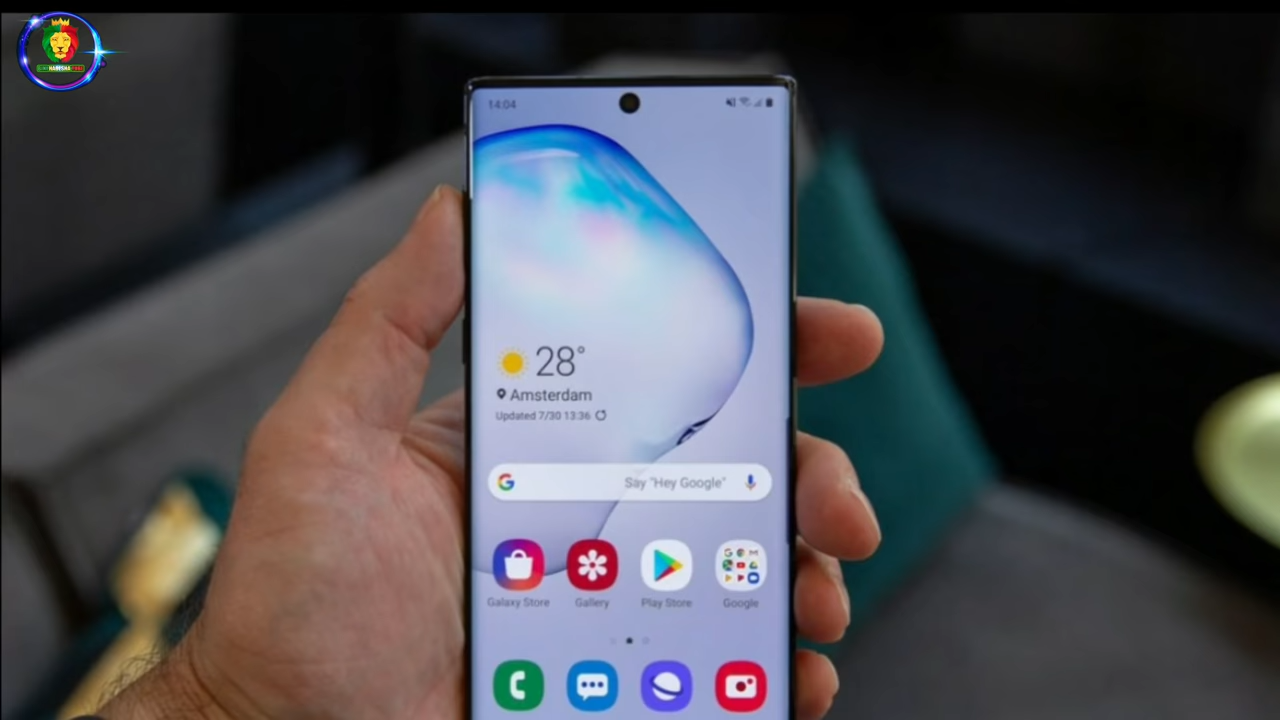 14:04
28°
Amsterdam
Updated 7/30 13:36
Say "Hey Google"
Galaxy Store
Gallery
Play Store
Google